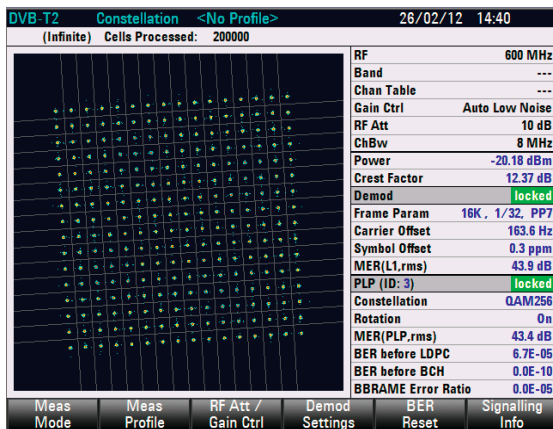 DVB-T2 Constellation <No Profile> 26/02/12 14:40
(Infinite) Cells Processed: 200000
RF 600 MHz
Band ---
Chan Table ---
Gain Ctrl Auto Low Noise
RF Att 10 dB
ChBw 8 MHz
Power -20.18 dBm
Crest Factor 12.37 dB
Demod locked
Frame Param 16K , 1/32, PP7
Carrier Offset 163.6 Hz
Symbol Offset 0.3 ppm
MER(L1,rms) 43.9 dB
PLP (ID: 3) locked
Constellation QAM256
Rotation On
MER(PLP,rms) 43.4 dB
BER before LDPC 6.7E-05
BER before BCH 0.0E-10
BBRAME Error Ratio 0.0E-05
Meas Mode
Meas Profile
RF Att / Gain Ctrl
Demod Settings
BER Reset
Signalling Info